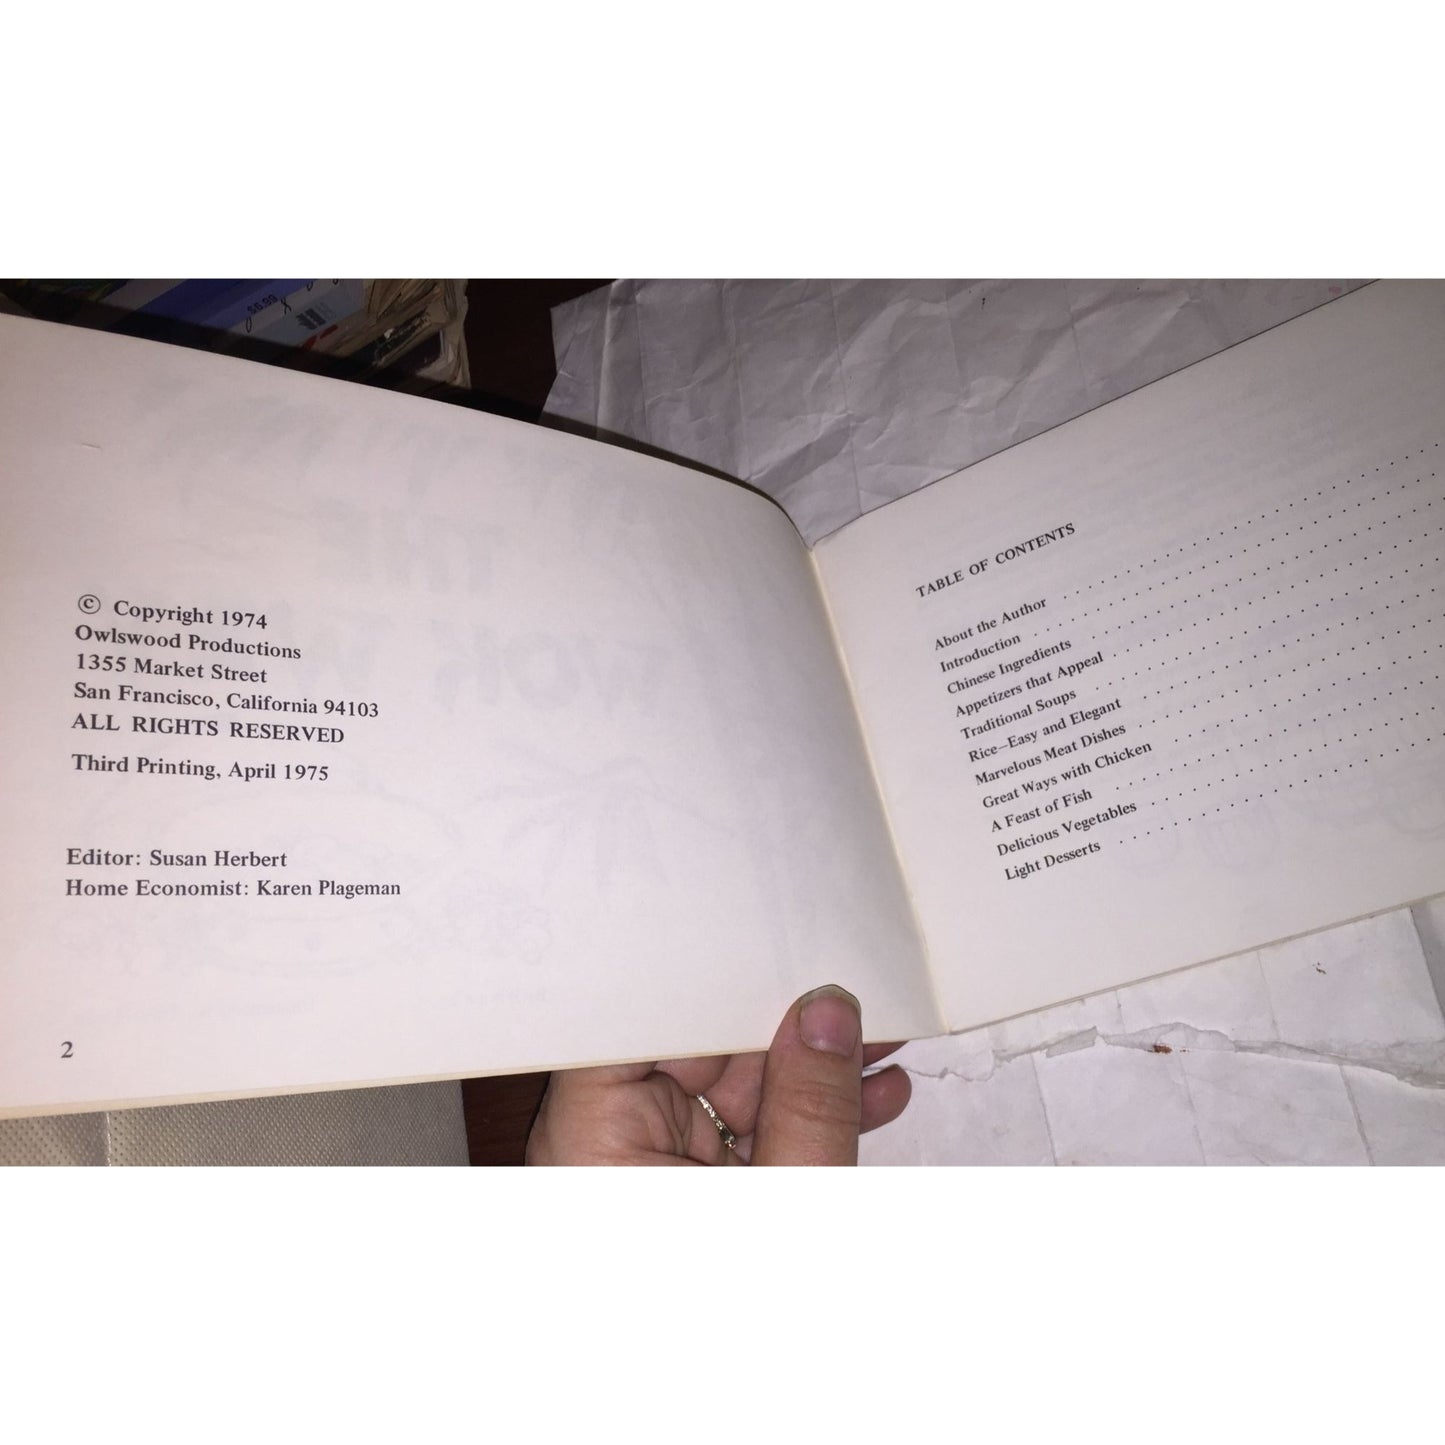 $6.99
© Copyright 1974
Owlswood Productions
1355 Market Street
San Francisco, California 94103
ALL RIGHTS RESERVED
Third Printing, April 1975
Editor: Susan Herbert
Home Economist: Karen Plageman
2
TABLE OF CONTENTS
About the Author
Introduction
Chinese Ingredients
Appetizers that Appeal
Traditional Soups
Rice—Easy and Elegant
Marvelous Meat Dishes
Great Ways with Chicken
A Feast of Fish
Delicious Vegetables
Light Desserts